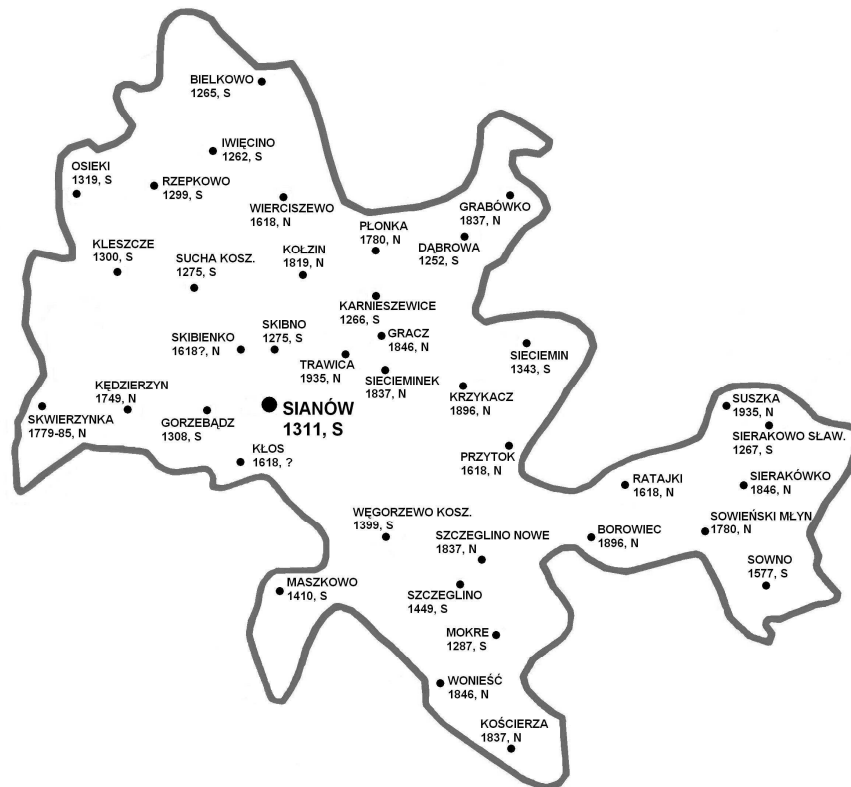 BIELKOWO
1265, S
IWIĘCINO
1262, S
OSIEKI
1319, S
RZEPKOWO
1299, S
WIERCISZEWO
1618, N
GRABÓWKO
1837, N
PŁONKA
1780, N
DĄBROWA
1252, S
KLESZCZE
1300, S
SUCHA KOSZ.
1275, S
KOŁZIN
1819, N
KARNIESZEWICE
1266, S
SKIBIENKO
1618?, N
SKIBNO
1275, S
GRACZ
1846, N
TRAWICA
1935, N
SIECIEMIN
1343, S
SIECIEMINEK
1837, N
KRZYKACZ
1896, N
KĘDZIERZYN
1749, N
SKWIERZYNKA
1779-85, N
GORZEBĄDZ
1308, S
SIANÓW
1311, S
SUSZKA
1935, N
SIERAKOWO SŁAW.
1267, S
KŁOS
1618, ?
PRZYTOK
1618, N
RATAJKI
1618, N
SIERAKÓWKO
1846, N
WĘGORZEWO KOSZ.
1399, S
SZCZEGLINO NOWE
1837, N
BOROWIEC
1896, N
SOWIEŃSKI MŁYN
1780, N
MASZKOWO
1410, S
SZCZEGLINO
1449, S
SOWNO
1577, S
MOKRE
1287, S
WONIEŚĆ
1846, N
KOŚCIERZA
1837, N